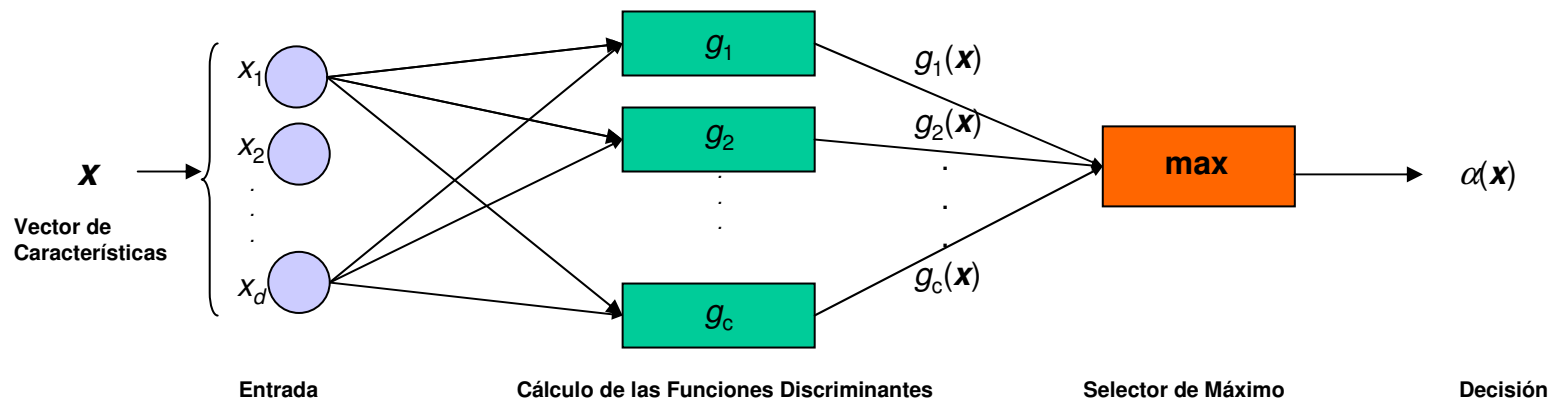 x1
x2
.
.
.
xd
x
Vector de
Características
g1
g2
.
.
.
gc
g1(x)
g2(x)
.
.
.
gc(x)
max
α(x)
Entrada
Cálculo de las Funciones Discriminantes
Selector de Máximo
Decisión